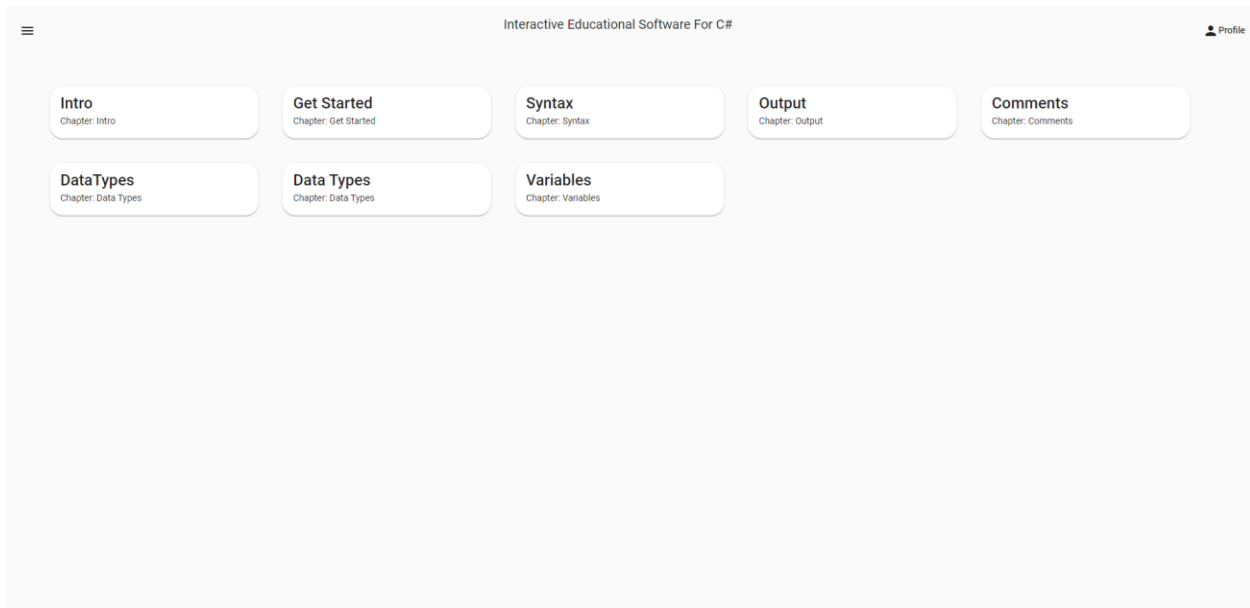 Interactive Educational Software For C#
Profile
Intro
Chapter: Intro
Get Started
Chapter: Get Started
Syntax
Chapter: Syntax
Output
Chapter: Output
Comments
Chapter: Comments
DataTypes
Chapter: Data Types
Data Types
Chapter: Data Types
Variables
Chapter: Variables